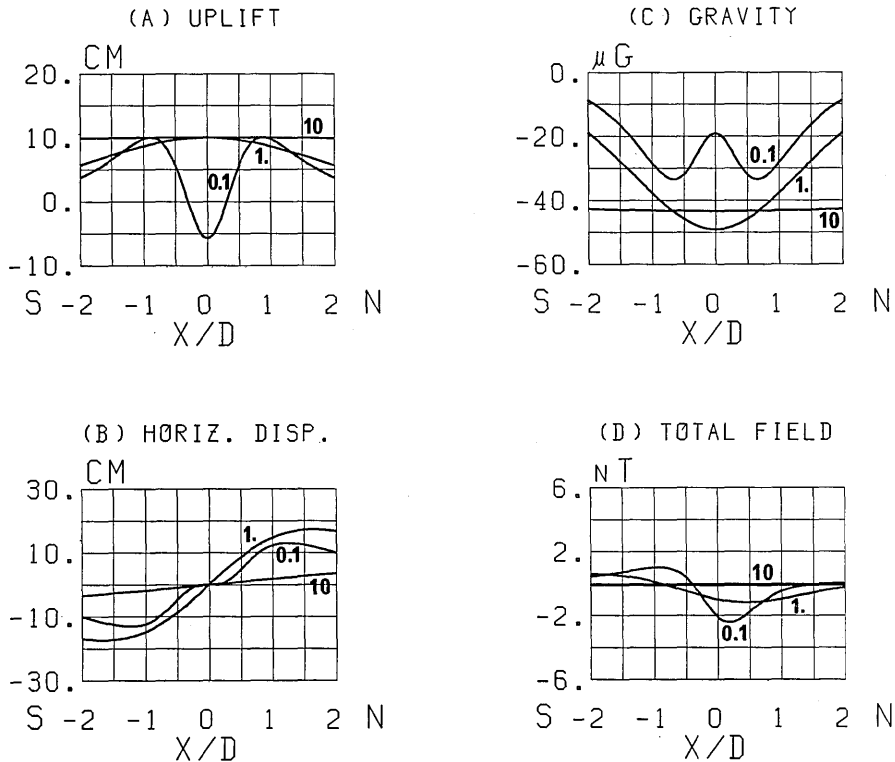 (A) UPLIFT
CM
20.
10.
0.
-10.
10
1.
0.1
S -2 -1 0 1 2 N
X/D
(C) GRAVITY
μG
0.
-20.
-40.
-60.
0.1
1.
10
S -2 -1 0 1 2 N
X/D
(B) HØRIZ. DISP.
CM
30.
10.
-10.
-30.
1.
0.1
10
S -2 -1 0 1 2 N
X/D
(D) TØTAL FIELD
NT
6.
2.
-2.
-6.
10
1.
0.1
S -2 -1 0 1 2 N
X/D